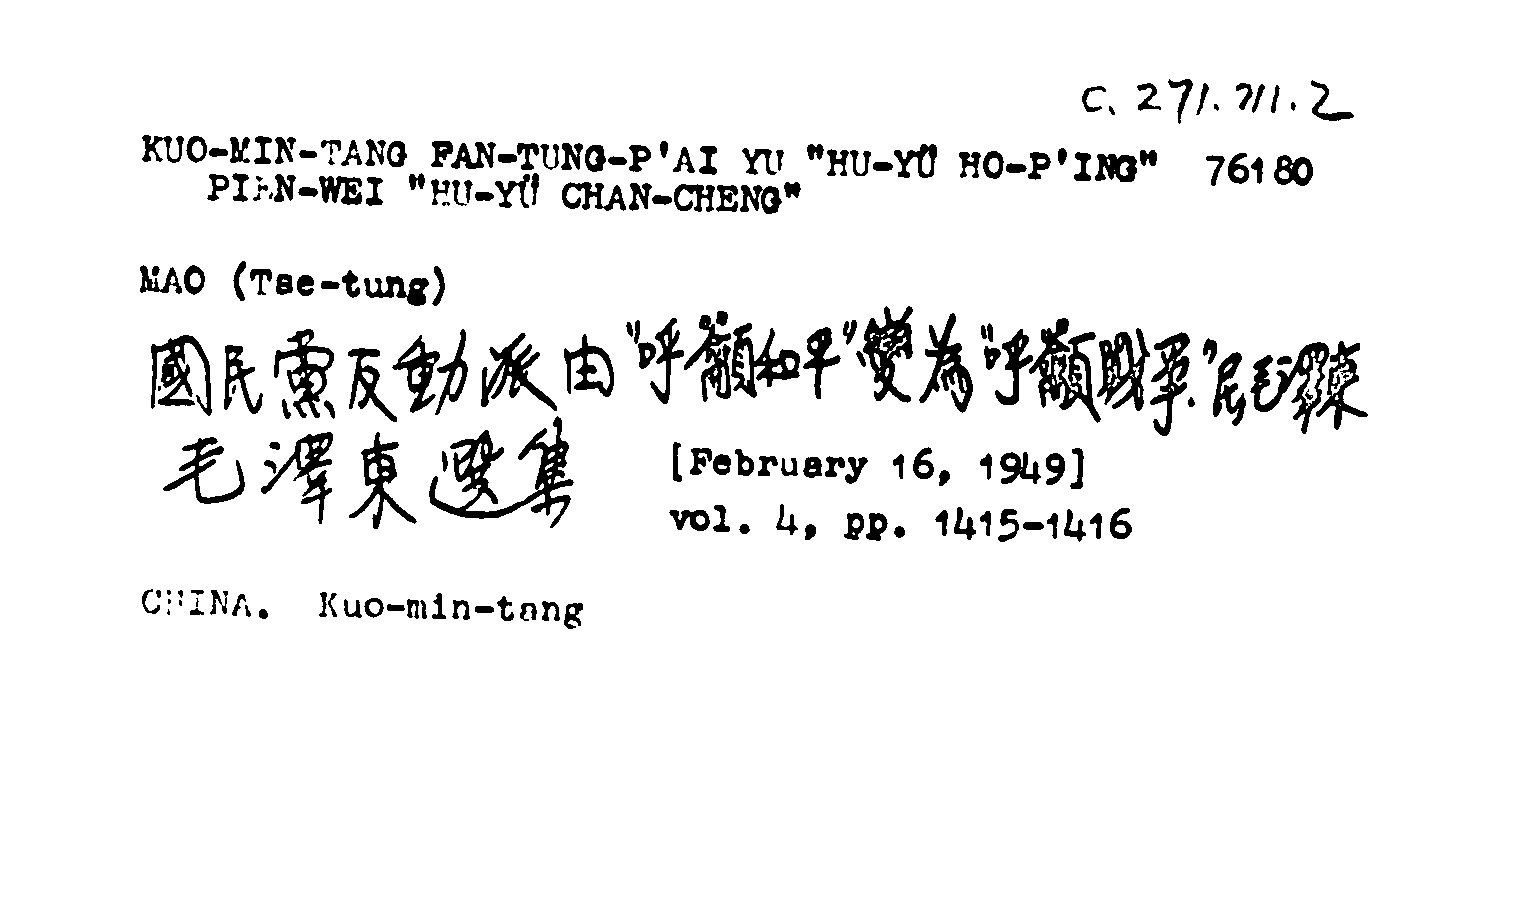 C. 271.711.2
KUO-MIN-TANG FAN-TUNG-P'AI YU "HU-YÜ HO-P'ING" 76180
PIEN-WEI "HU-YÜ CHAN-CHENG"
MAO (Tse-tung)
國民黨反動派由"呼籲和平"變為"呼籲戰爭" 毛澤東
毛澤東選集 [February 16, 1949]
vol. 4, pp. 1415-1416
CHINA. Kuo-min-tang